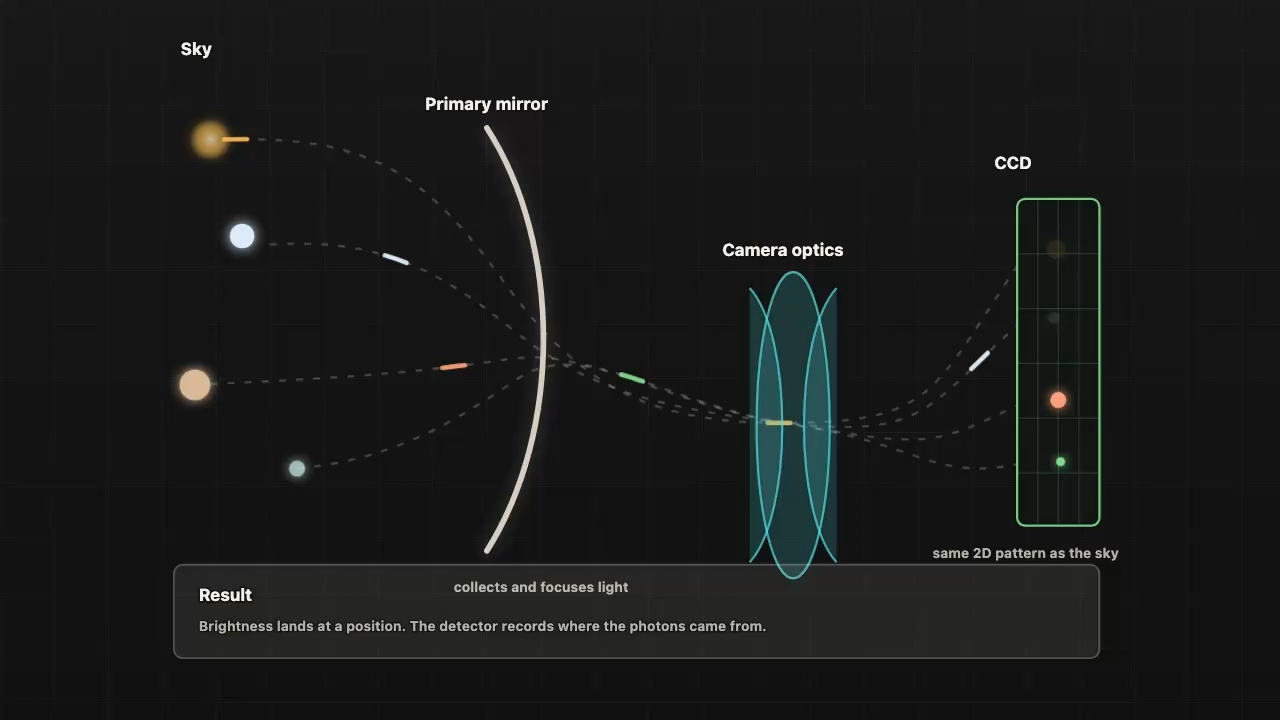 Sky
Primary mirror
CCD
Camera optics
same 2D pattern as the sky
collects and focuses light
Result
Brightness lands at a position. The detector records where the photons came from.